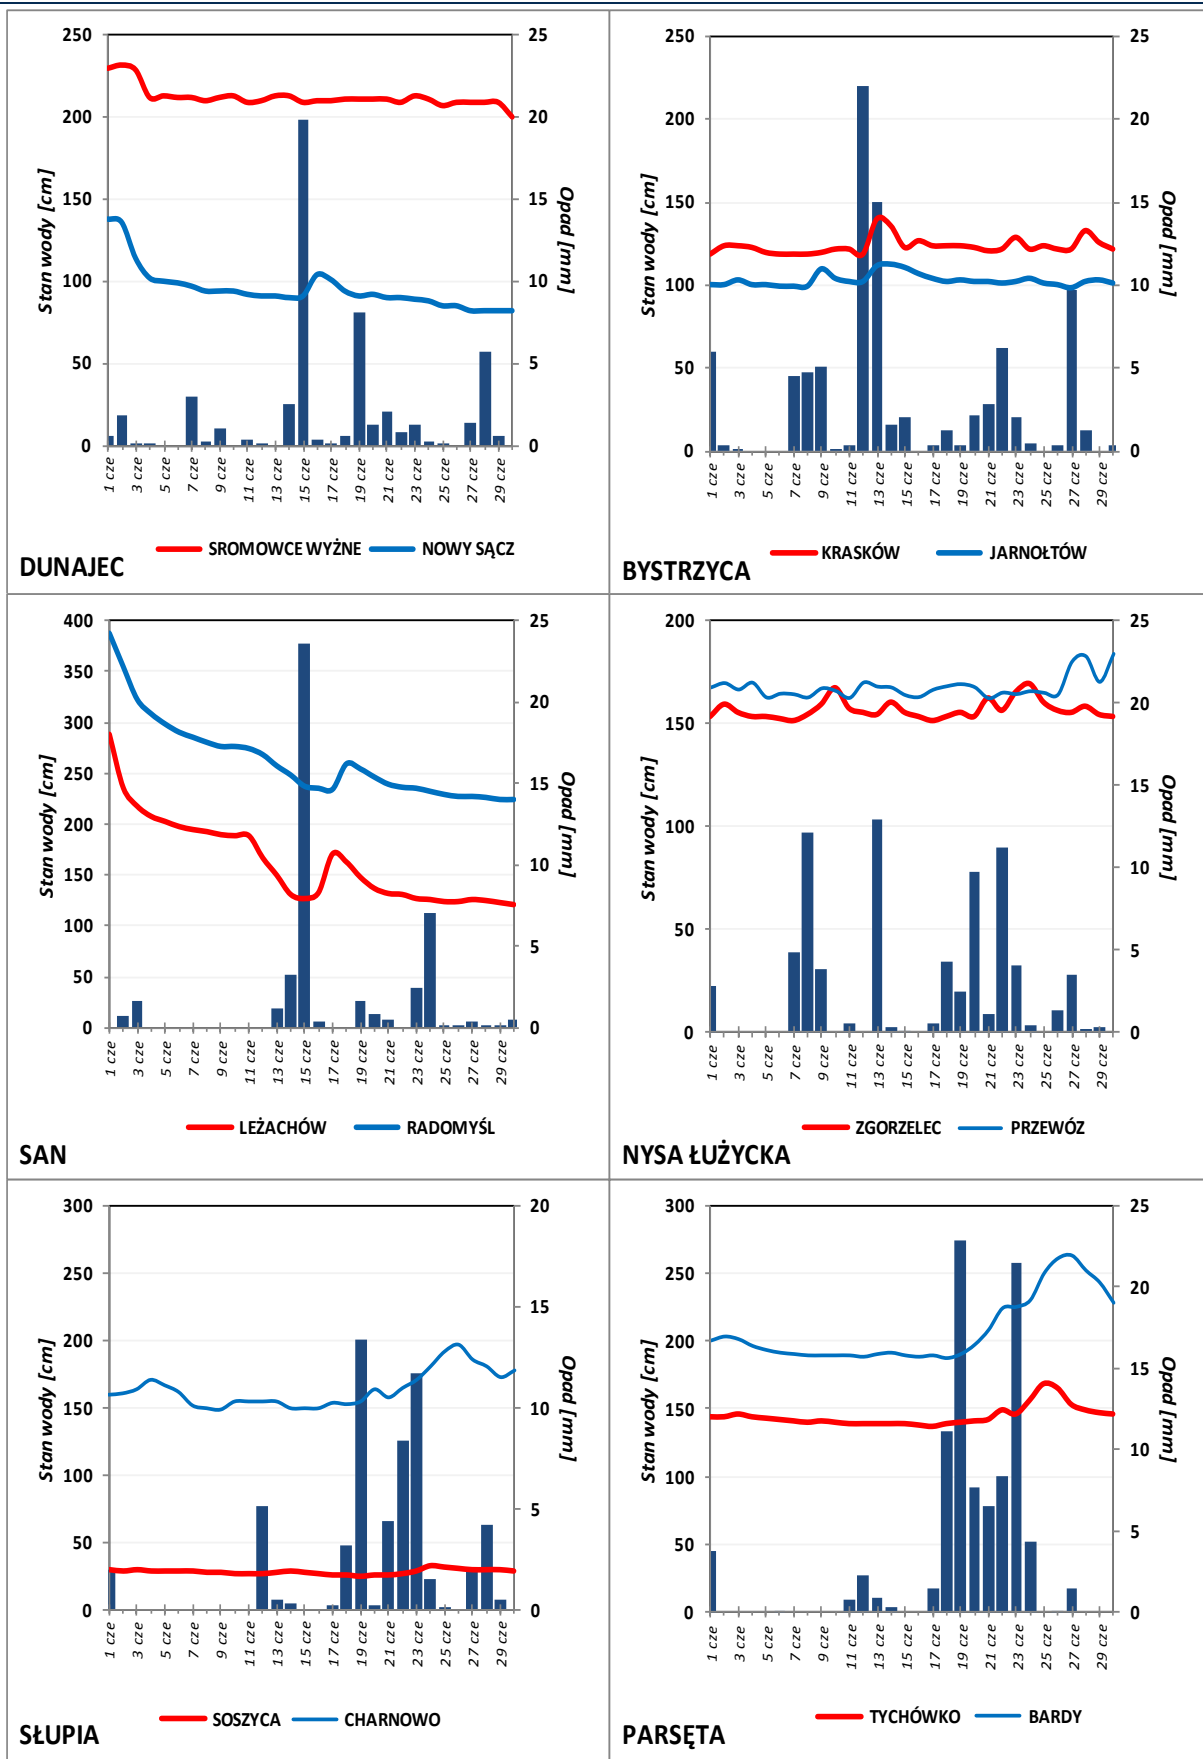 250 25
200 20
150 15
100 10
50 5
0 0
Stan wody [cm]
Opad [mm]
1 cze 3 cze 5 cze 7 cze 9 cze 11 cze 13 cze 15 cze 17 cze 19 cze 21 cze 23 cze 25 cze 27 cze 29 cze
SROMOWCE WYŻNE NOWY SĄCZ
DUNAJEC
250 25
200 20
150 15
100 10
50 5
0 0
Stan wody [cm]
Opad [mm]
1 cze 3 cze 5 cze 7 cze 9 cze 11 cze 13 cze 15 cze 17 cze 19 cze 21 cze 23 cze 25 cze 27 cze 29 cze
KRASKÓW JARNOŁTÓW
BYSTRZYCA
400 25
350
300 20
250 15
200
150 10
100
50 5
0 0
Stan wody [cm]
Opad [mm]
1 cze 3 cze 5 cze 7 cze 9 cze 11 cze 13 cze 15 cze 17 cze 19 cze 21 cze 23 cze 25 cze 27 cze 29 cze
LEŻACHÓW RADOMYŚL
SAN
200 25
150 20
15
100 10
50 5
0 0
Stan wody [cm]
Opad [mm]
1 cze 3 cze 5 cze 7 cze 9 cze 11 cze 13 cze 15 cze 17 cze 19 cze 21 cze 23 cze 25 cze 27 cze 29 cze
ZGORZELEC PRZEWÓZ
NYSA ŁUŻYCKA
300 20
250
200 15
150 10
100
50 5
0 0
Stan wody [cm]
Opad [mm]
1 cze 3 cze 5 cze 7 cze 9 cze 11 cze 13 cze 15 cze 17 cze 19 cze 21 cze 23 cze 25 cze 27 cze 29 cze
SOSZYCA CHARNOWO
SŁUPIA
300 25
250 20
200 15
150
100 10
50 5
0 0
Stan wody [cm]
Opad [mm]
1 cze 3 cze 5 cze 7 cze 9 cze 11 cze 13 cze 15 cze 17 cze 19 cze 21 cze 23 cze 25 cze 27 cze 29 cze
TYCHÓWKO BARDY
PARSĘTA